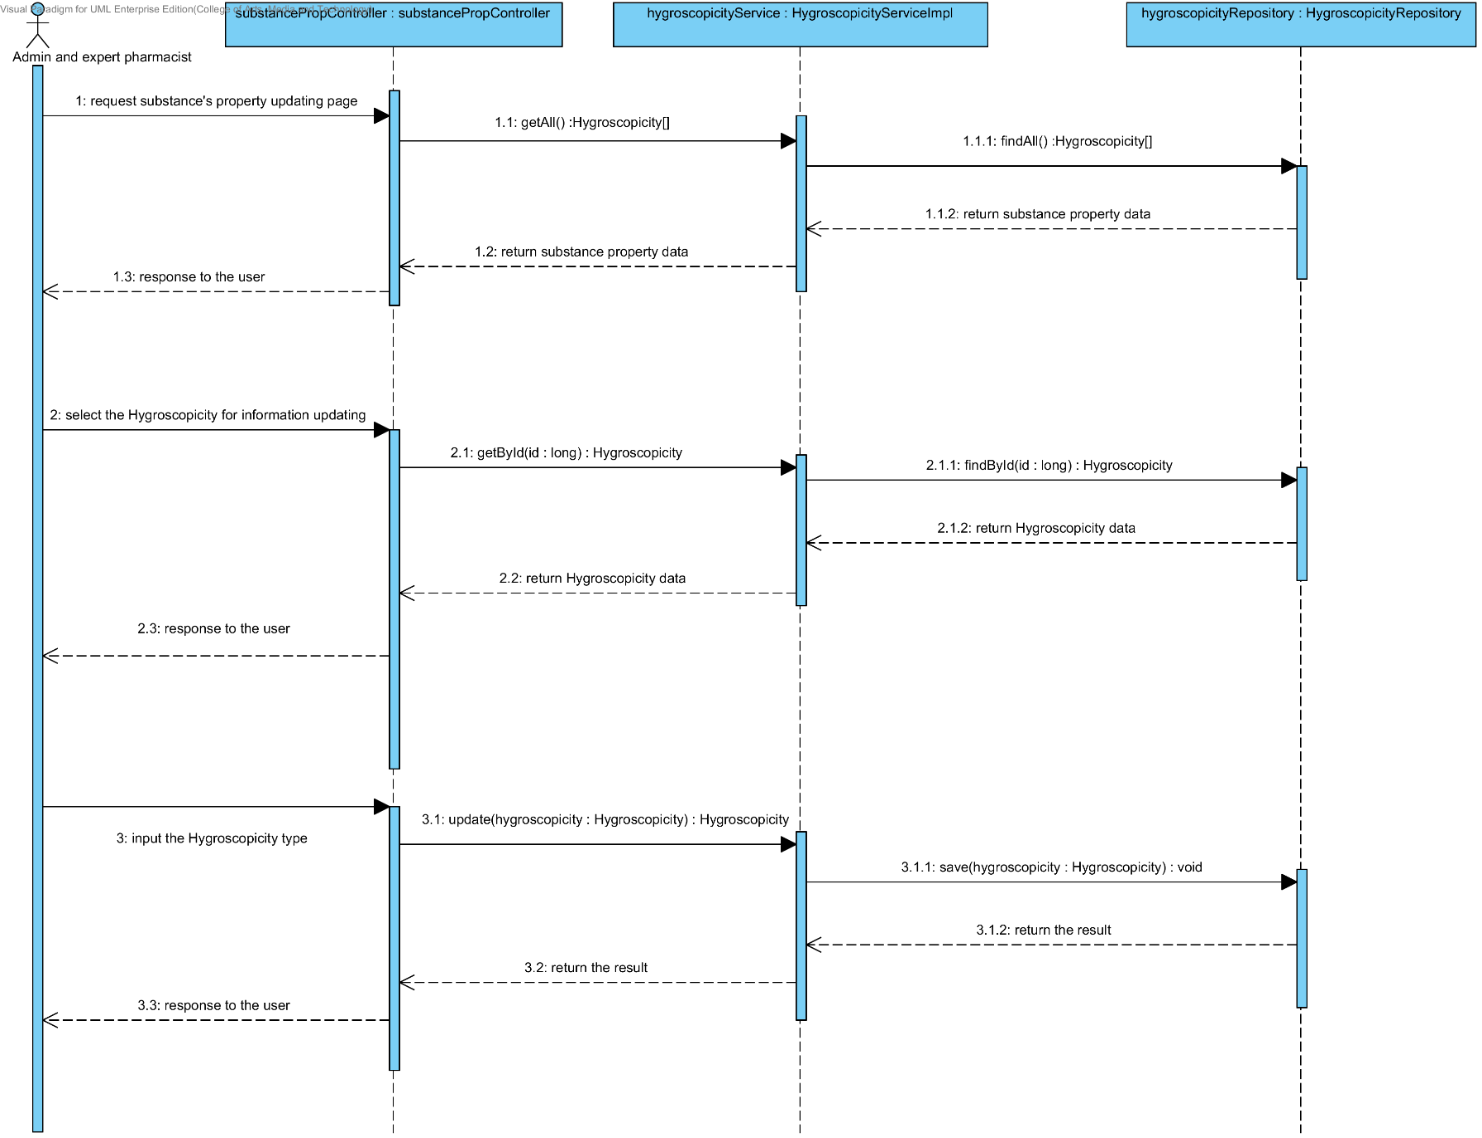 Visual Paradigm for UML Enterprise Edition(College of Arts, Media and Technology)
substancePropController : substancePropController
hygroscopicityService : HygroscopicityServiceImpl
hygroscopicityRepository : HygroscopicityRepository
Admin and expert pharmacist
1: request substance's property updating page
1.1: getAll() :Hygroscopicity[]
1.1.1: findAll() :Hygroscopicity[]
1.1.2: return substance property data
1.2: return substance property data
1.3: response to the user
2: select the Hygroscopicity for information updating
2.1: getById(id : long) : Hygroscopicity
2.1.1: findById(id : long) : Hygroscopicity
2.1.2: return Hygroscopicity data
2.2: return Hygroscopicity data
2.3: response to the user
3: input the Hygroscopicity type
3.1: update(hygroscopicity : Hygroscopicity) : Hygroscopicity
3.1.1: save(hygroscopicity : Hygroscopicity) : void
3.1.2: return the result
3.2: return the result
3.3: response to the user